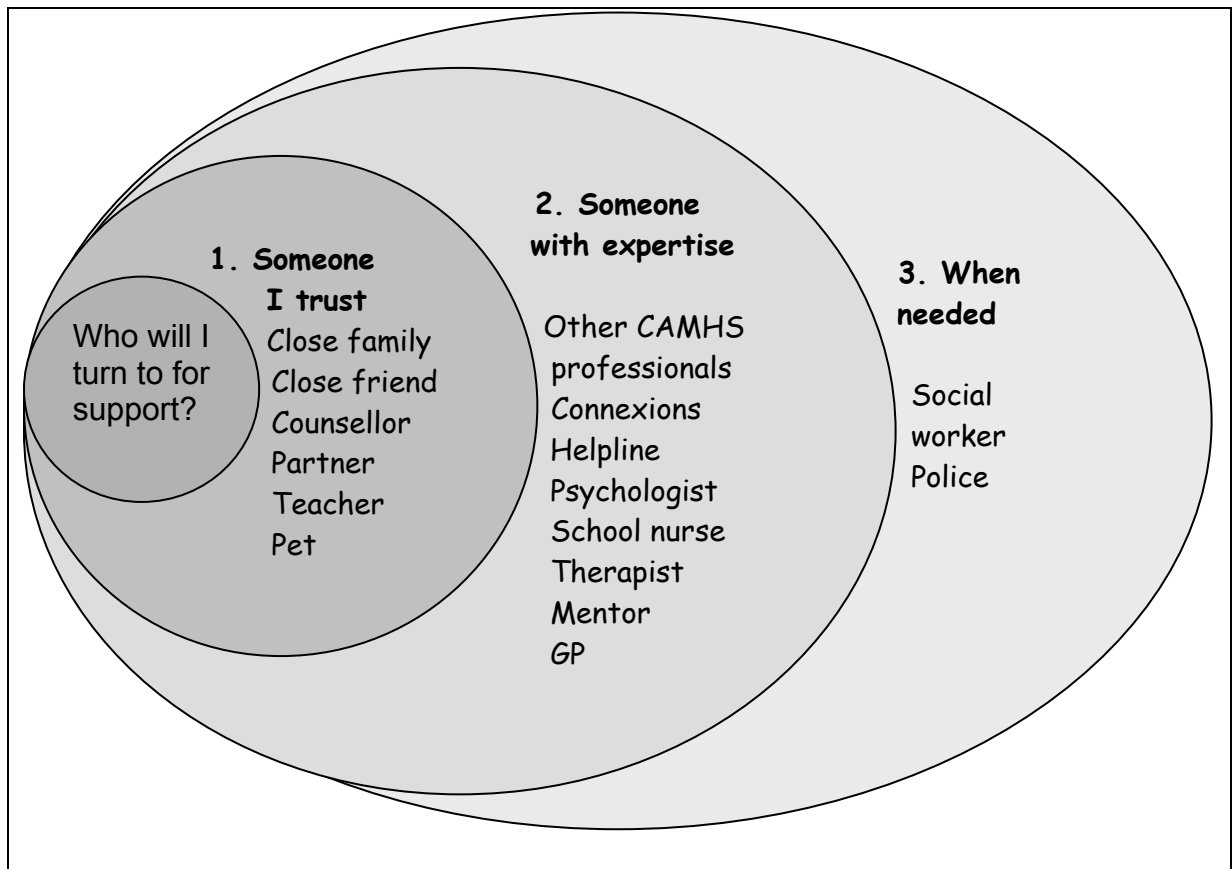 Who will I
turn to for
support?
1. Someone
I trust
Close family
Close friend
Counsellor
Partner
Teacher
Pet
2. Someone
with expertise
Other CAMHS
professionals
Connexions
Helpline
Psychologist
School nurse
Therapist
Mentor
GP
3. When
needed
Social
worker
Police